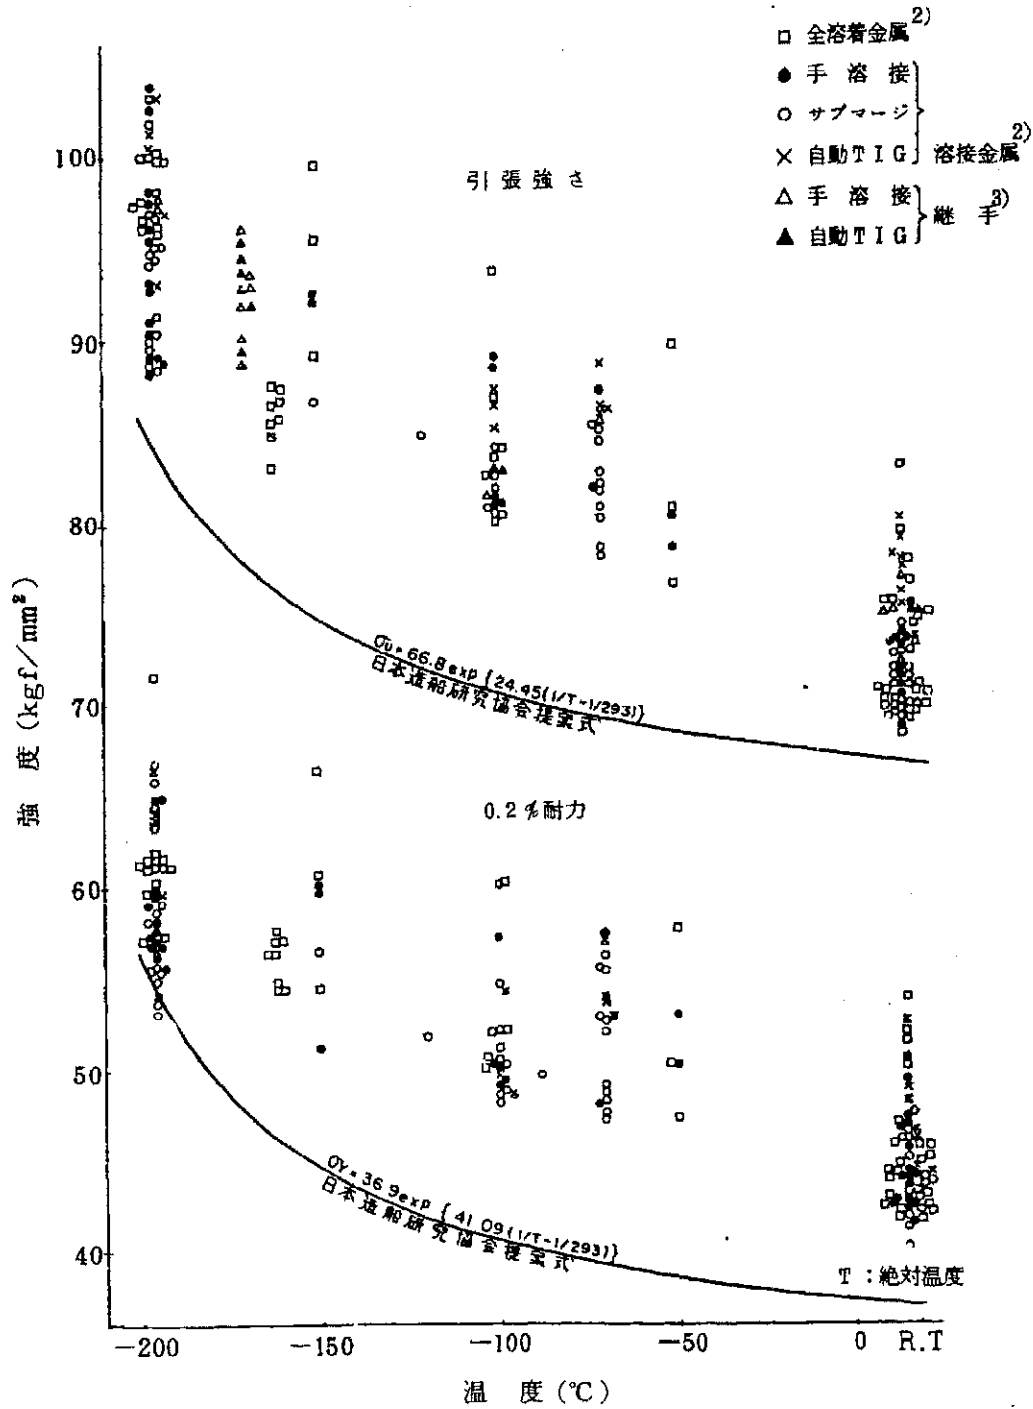 □ 全溶着金属2)
● 手溶接
○ サブマージ
× 自動TIG
溶接金属2)
△ 手溶接
▲ 自動TIG
継手3)
引張強さ
100
90
80
70
60
50
40
強度(kgf/mm²)
σu=66.8exp{24.45(1/T-1/293)}
日本造船研究協会提案式
0.2%耐力
σY=36.9exp{41.09(1/T-1/293)}
日本造船研究協会提案式
T:絶対温度
-200
-150
-100
-50
0
R.T
温度(℃)